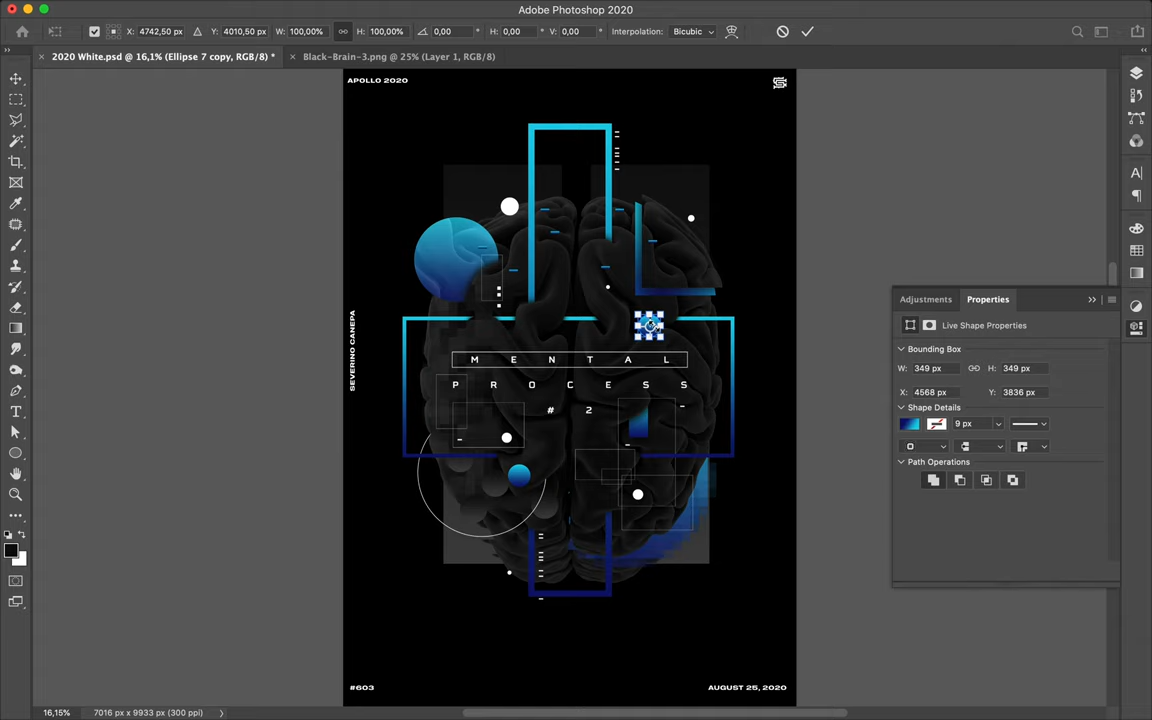 Adobe Photoshop 2020
X: 4742,50 px Y: 4010,50 px W: 100,00% H: 100,00% 0,00 ° H: 0,00 ° V: 0,00 ° Interpolation: Bicubic
2020 White.psd @ 16,1% (Ellipse 7 copy, RGB/8) * Black-Brain-3.png @ 25% (Layer 1, RGB/8)
APOLLO 2020
SEVERINO CANEPA
MENTAL
PROCESS
#2
#603
AUGUST 25, 2020
Adjustments Properties
Live Shape Properties
Bounding Box
W: 349 px H: 349 px
X: 4568 px Y: 3836 px
Shape Details
9 px
Path Operations
16,15% 7016 px x 9933 px (300 ppi)